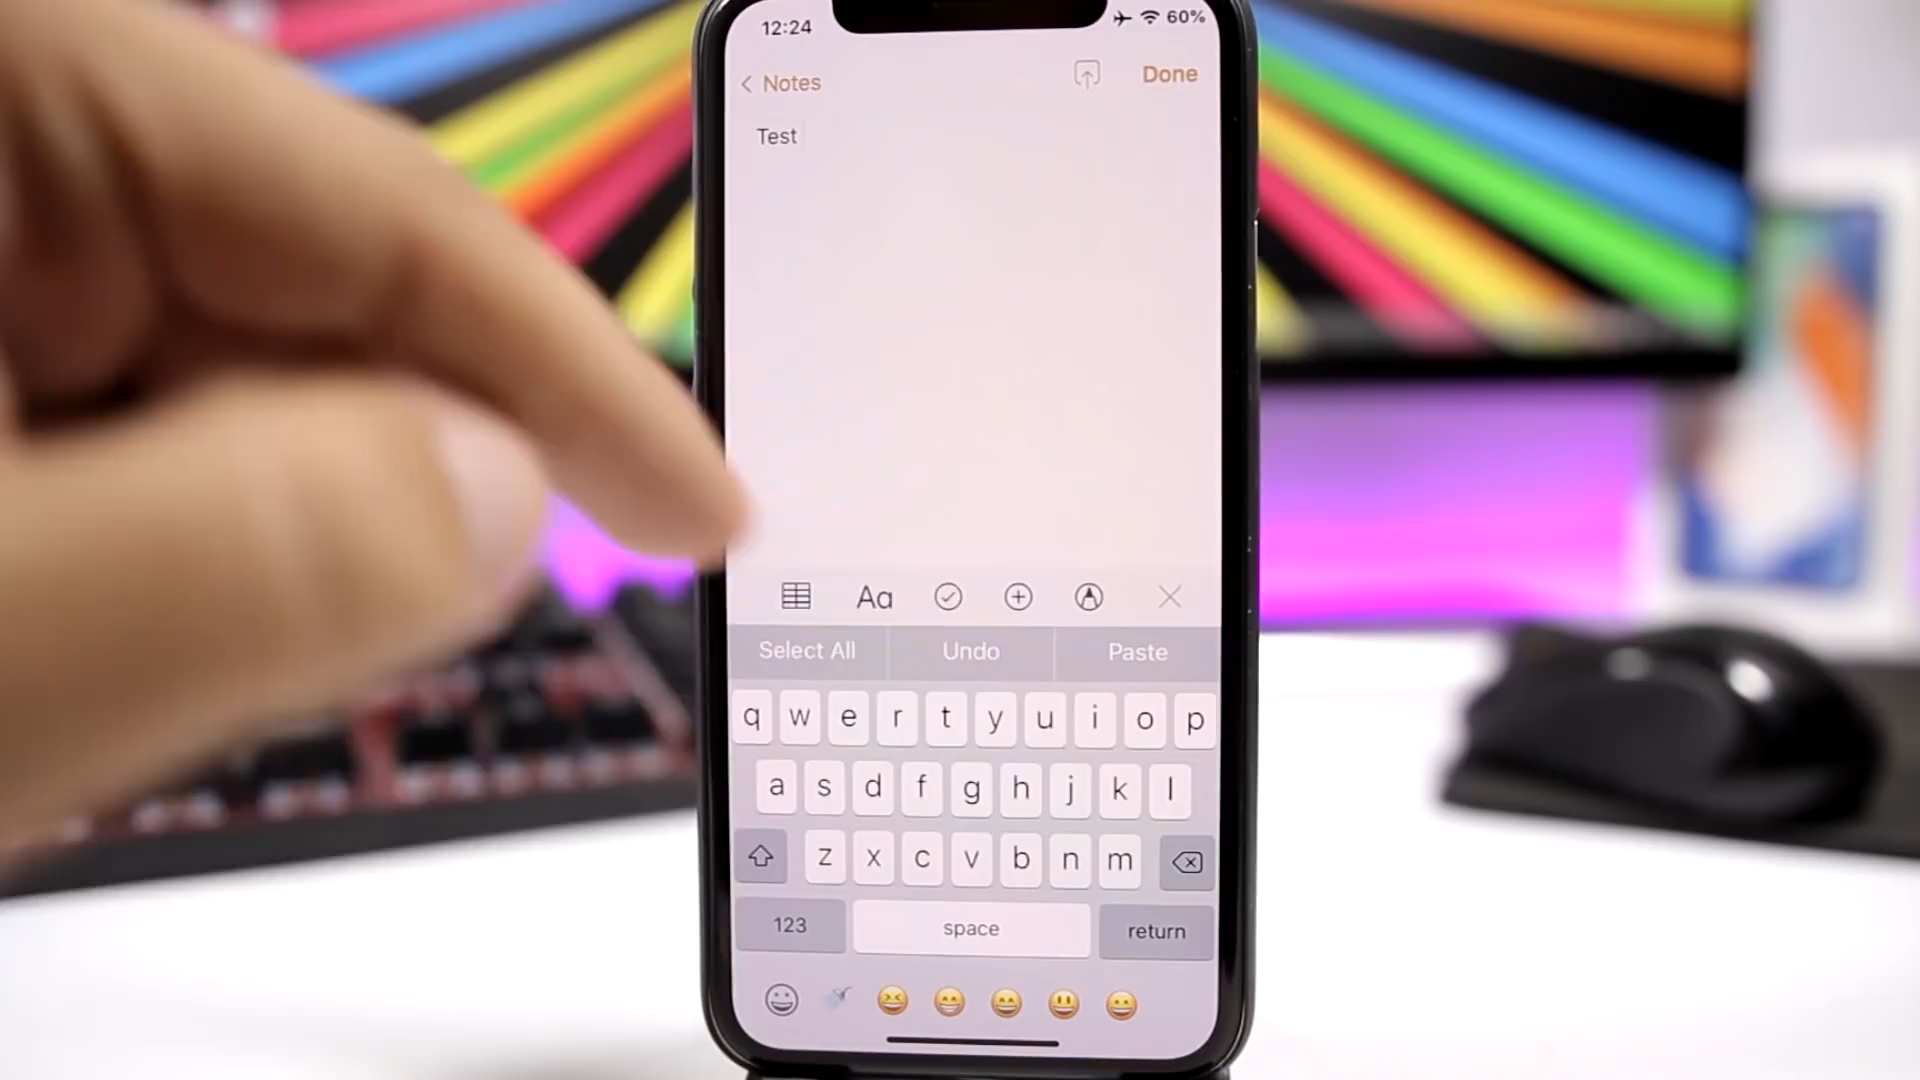 12:24 60%
Notes Done
Test
Aa
Select All Undo Paste
q w e r t y u i o p
a s d f g h j k l
z x c v b n m
123 space return